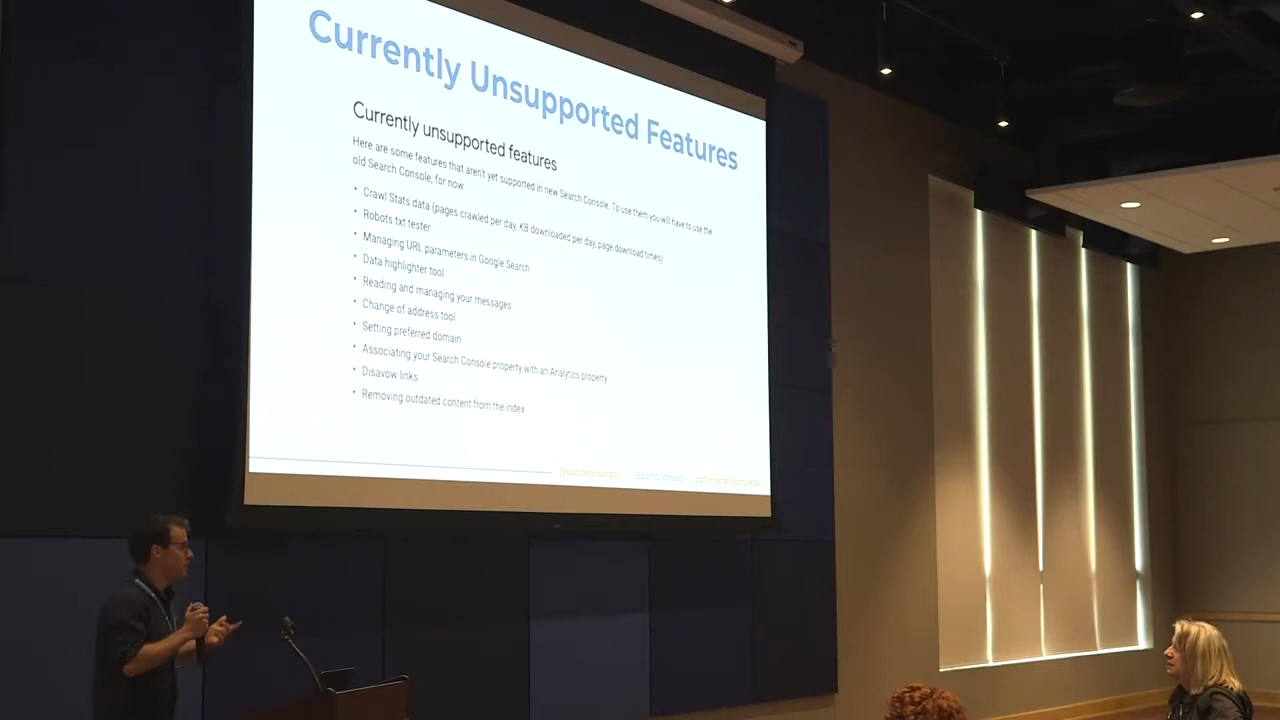 Currently Unsupported Features
Currently unsupported features
Here are some features that aren't yet supported in new Search Console. To use them you will have to use the
old Search Console, for now
• Crawl Stats data (pages crawled per day, KB downloaded per day, page download times)
• Robots.txt tester
• Managing URL parameters in Google Search
• Data highlighter tool
• Reading and managing your messages
• Change of address tool
• Setting preferred domain
• Associating your Search Console property with an Analytics property
• Disavow links
• Removing outdated content from the index